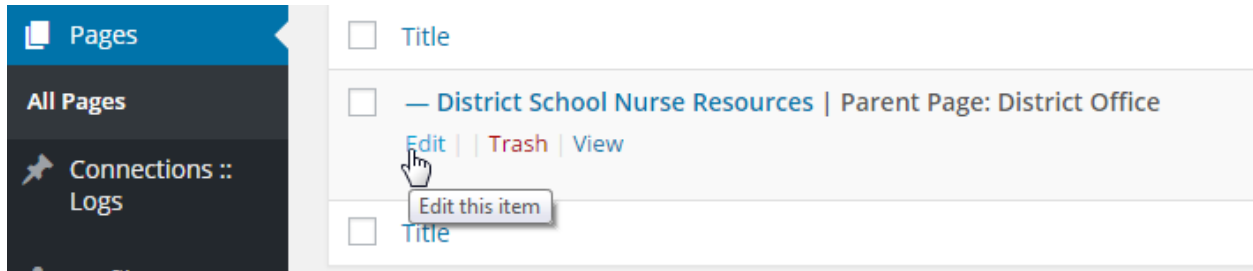 Pages
All Pages
Connections ::
Logs
Title
— District School Nurse Resources | Parent Page: District Office
Edit | | Trash | View
Edit this item
Title